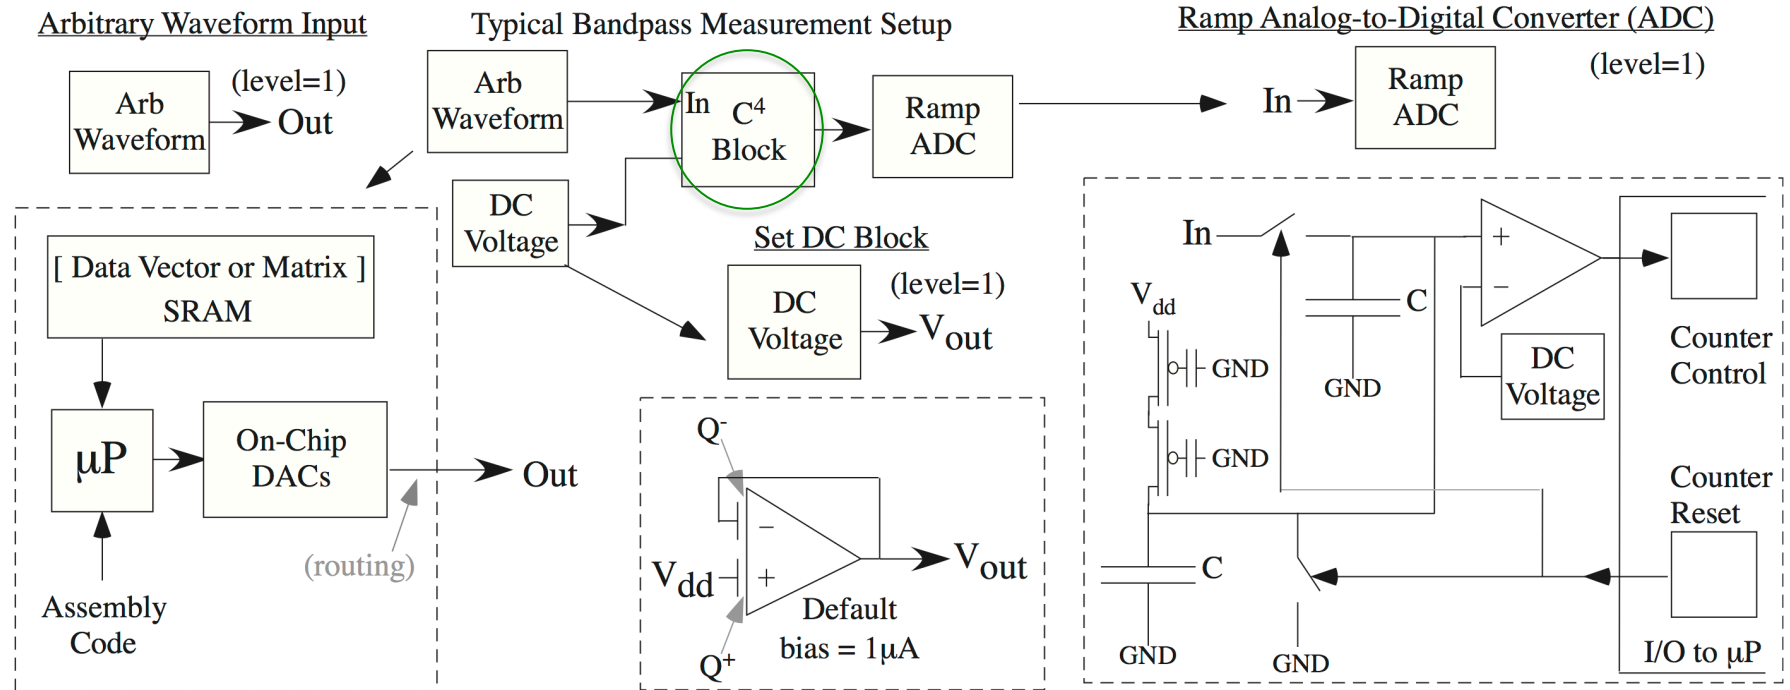 Arbitrary Waveform Input
Arb
Waveform
(level=1)
Out
[ Data Vector or Matrix ]
SRAM
μP
On-Chip
DACs
Out
(routing)
Assembly
Code
Typical Bandpass Measurement Setup
Arb
Waveform
In
C⁴
Block
Ramp
ADC
DC
Voltage
Set DC Block
DC
Voltage
(level=1)
Vout
Q-
Vdd
−
+
Vout
Default
bias = 1μA
Q+
Ramp Analog-to-Digital Converter (ADC)
In
Ramp
ADC
(level=1)
In
Vdd
GND
GND
C
GND
+
−
DC
Voltage
Counter
Control
Counter
Reset
C
GND
GND
I/O to μP